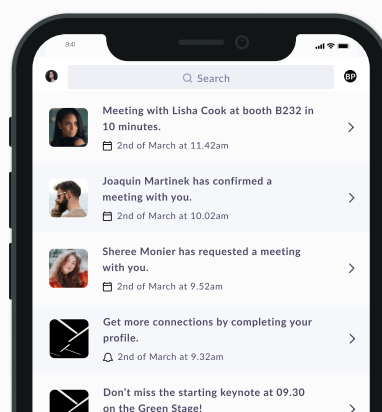 9:41
Search
BP
Meeting with Lisha Cook at booth B232 in
10 minutes.
2nd of March at 11.42am
Joaquin Martinek has confirmed a
meeting with you.
2nd of March at 10.02am
Sheree Monier has requested a meeting
with you.
2nd of March at 9.52am
Get more connections by completing your
profile.
2nd of March at 9.32am
Don’t miss the starting keynote at 09.30
on the Green Stage!